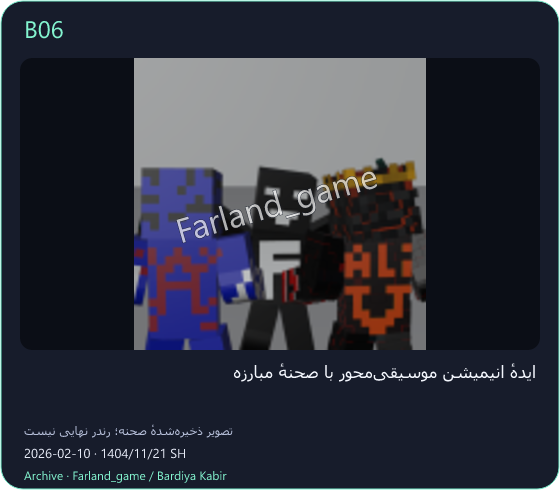 B06
Farland_game
A
F
ALI
ایدهٔ انیمیشن موسیقی‌محور با صحنهٔ مبارزه
تصویر ذخیره‌شدهٔ صحنه؛ رندر نهایی نیست
2026-02-10 · 1404/11/21 SH
Archive · Farland_game / Bardiya Kabir